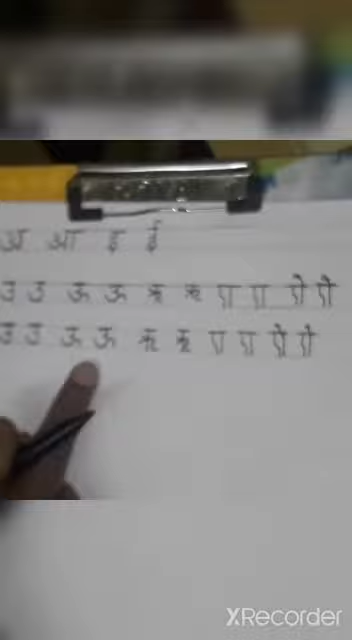 अ आ इ ई
उ उ ऊ ऊ ऋ ऋ ए ए ऐ ऐ
उ उ ऊ ऊ ऋ ऋ ए ए ऐ ऐ
XRecorder